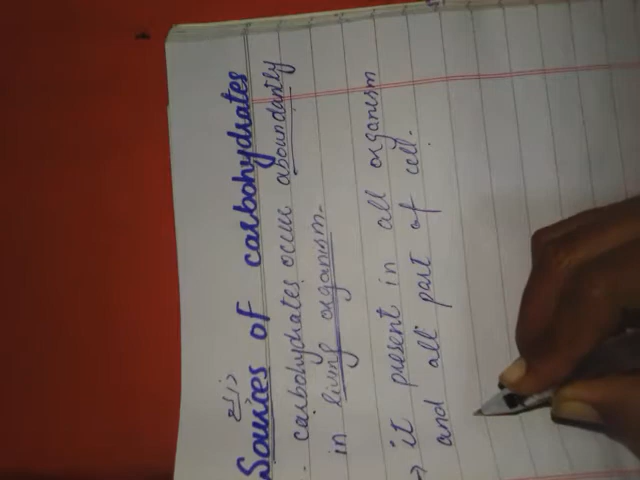 ذرائع
Sources of carbohydrates
. carbohydrates occur aboundantly
in living organism.
→ it present in all organism
and all part of cell.